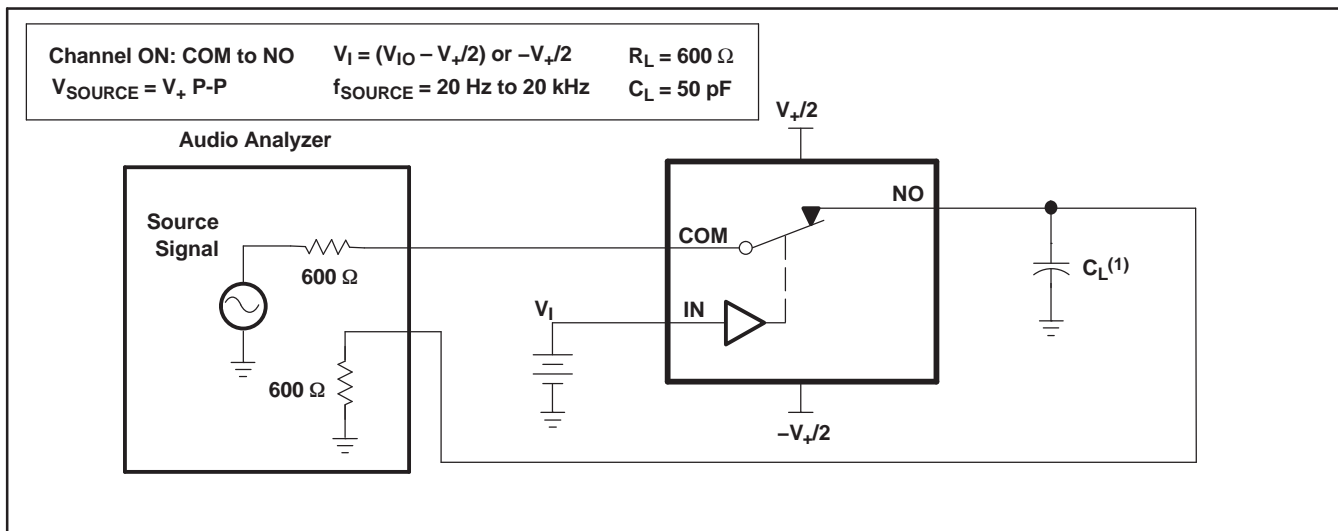 Channel ON: COM to NO    V_I = (V_IO – V_+/2) or –V_+/2    R_L = 600 Ω
V_SOURCE = V_+ P-P    f_SOURCE = 20 Hz to 20 kHz    C_L = 50 pF
Audio Analyzer
V_+/2
Source
Signal
600 Ω
COM
NO
C_L(1)
V_I
IN
600 Ω
–V_+/2